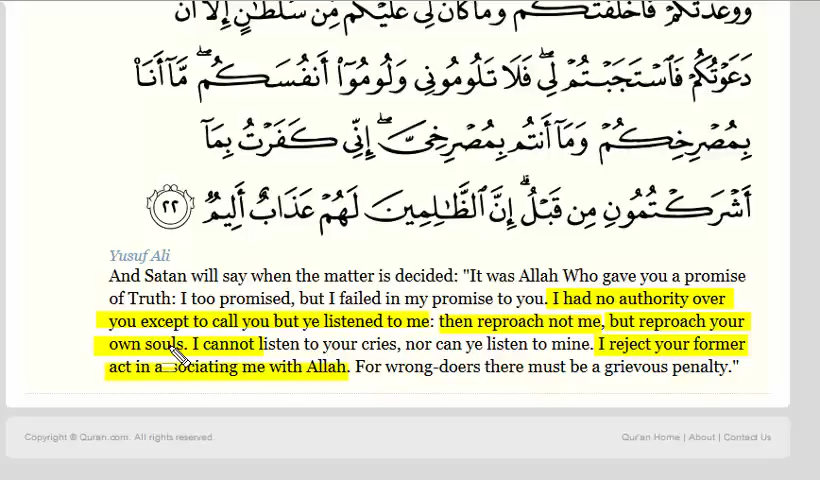 وَوَعَدتُّكُمْ فَأَخْلَفْتُكُمْ وَمَا كَانَ لِىَ عَلَيْكُم مِّن سُلْطَـٰنٍ إِلَّآ أَن
دَعَوْتُكُمْ فَٱسْتَجَبْتُمْ لِى ۖ فَلَا تَلُومُونِى وَلُومُوٓا۟ أَنفُسَكُم ۖ مَّآ أَنَا۠
بِمُصْرِخِكُمْ وَمَآ أَنتُم بِمُصْرِخِىَّ ۖ إِنِّى كَفَرْتُ بِمَآ
أَشْرَكْتُمُونِ مِن قَبْلُ ۗ إِنَّ ٱلظَّـٰلِمِينَ لَهُمْ عَذَابٌ أَلِيمٌ ٢٢
Yusuf Ali
And Satan will say when the matter is decided: "It was Allah Who gave you a promise
of Truth: I too promised, but I failed in my promise to you. I had no authority over
you except to call you but ye listened to me: then reproach not me, but reproach your
own souls. I cannot listen to your cries, nor can ye listen to mine. I reject your former
act in associating me with Allah. For wrong-doers there must be a grievous penalty."
Copyright © Quran.com. All rights reserved.
Qur'an Home | About | Contact Us